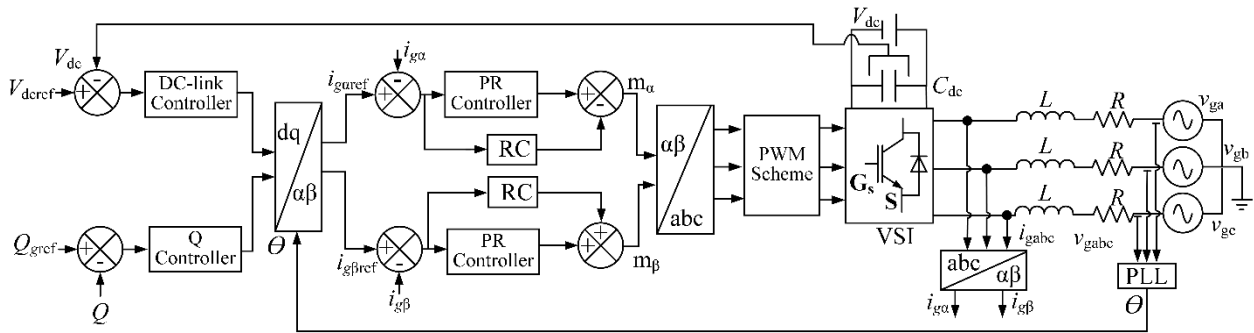 V_dc
V_dcref
DC-link
Controller
Q_gref
Q
Q
Controller
dq
αβ
Θ
i_gα
i_gαref
PR
Controller
RC
m_α
RC
PR
Controller
i_gβref
i_gβ
m_β
αβ
abc
PWM
Scheme
V_dc
C_dc
G_s
S
VSI
L
R
v_ga
L
R
v_gb
L
R
v_gc
i_gabc
v_gabc
abc
αβ
i_gα
i_gβ
PLL
Θ